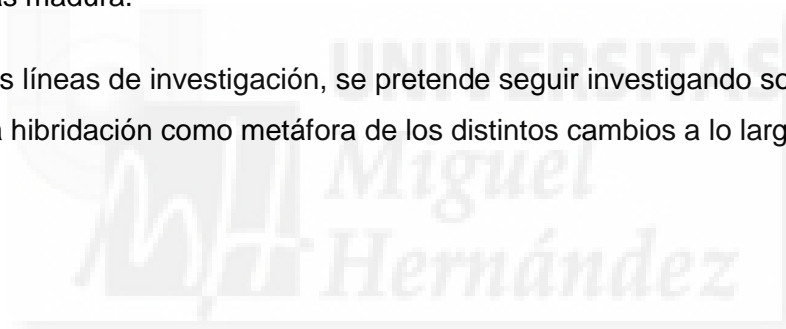 s madura.
s líneas de investigación, se pretende seguir investigando so
hibridación como metáfora de los distintos cambios a lo larg
UNIVERSITAS
Miguel
Hernández